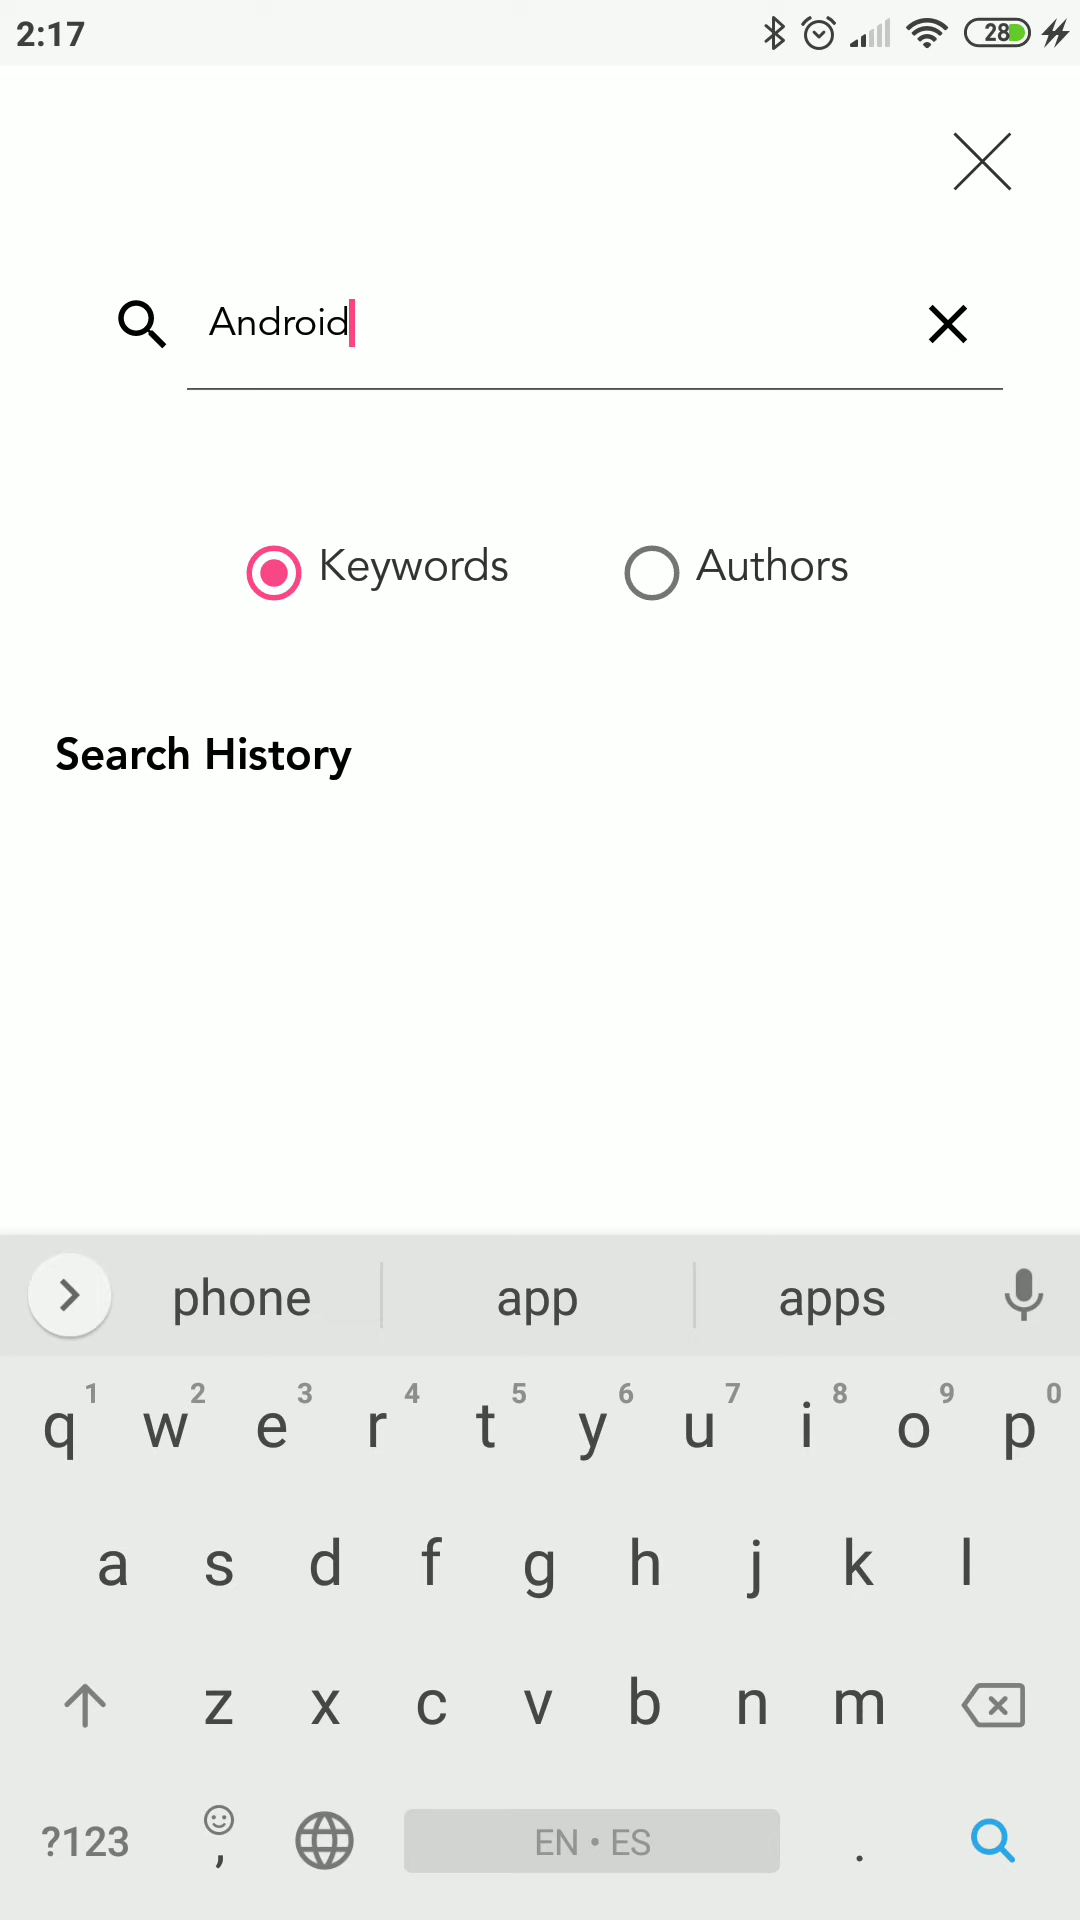 2:17 28
Android
Keywords Authors
Search History
phone app apps
1 2 3 4 5 6 7 8 9 0
q w e r t y u i o p
a s d f g h j k l
z x c v b n m
?123 , EN • ES .